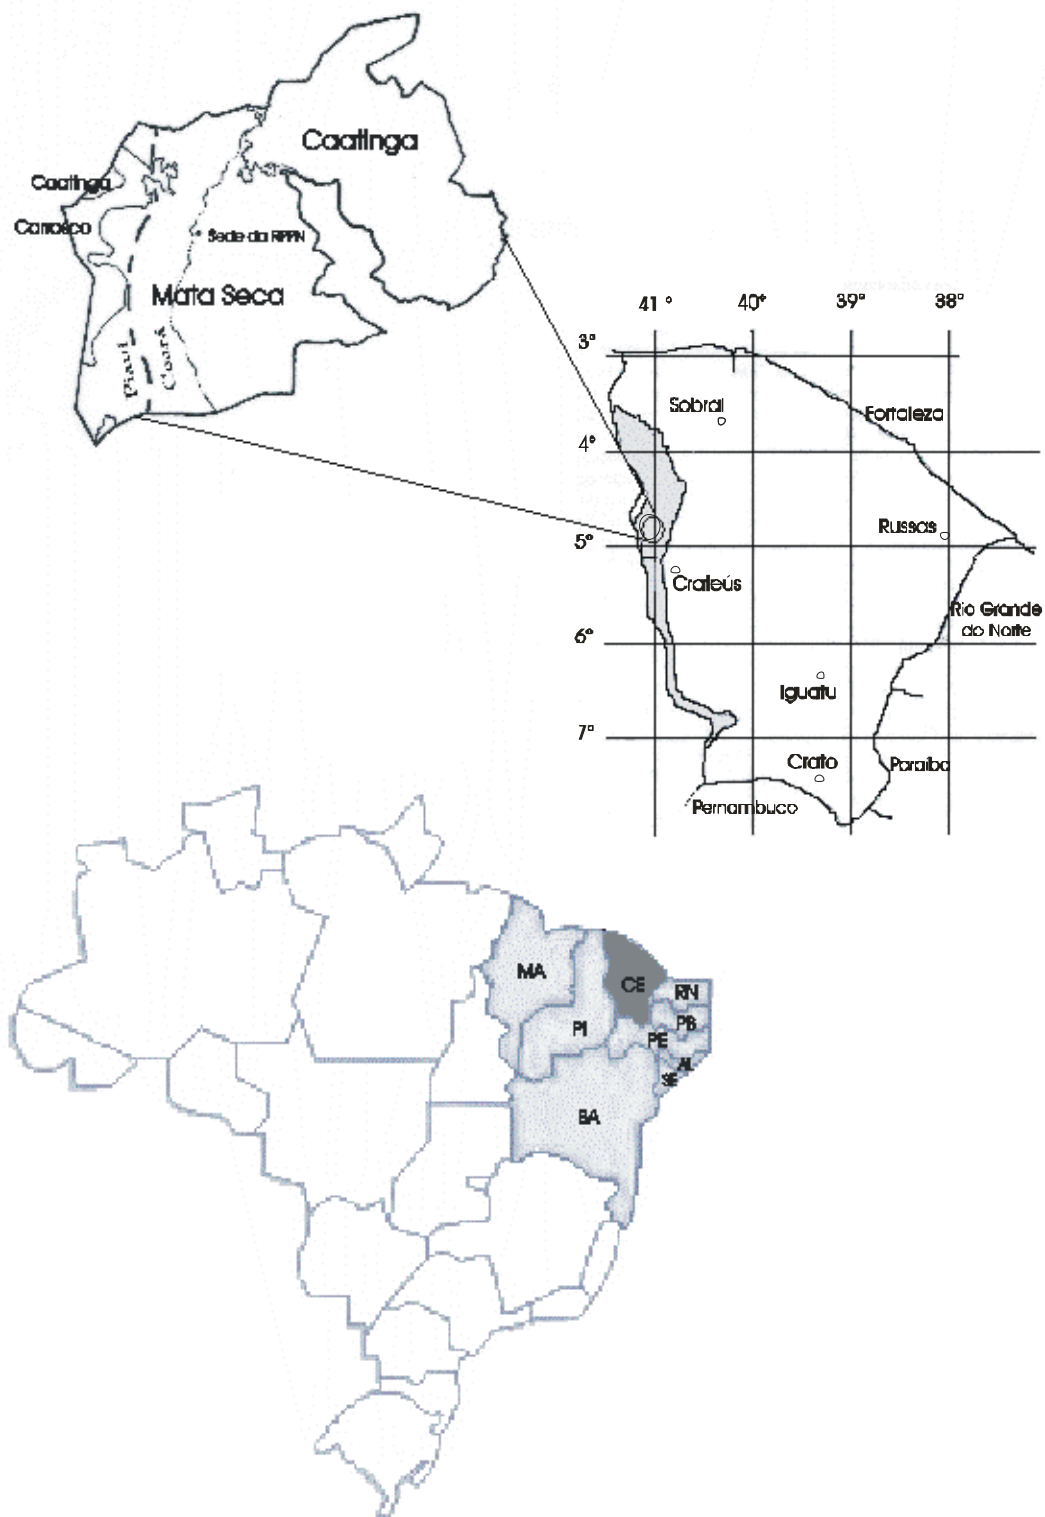 Caatinga
Caatinga
Carrasco
Sede da RPPN
Mata Seca
Piauí
Ceará
41° 40° 39° 38°
3°
Sobral
Fortaleza
4°
Russas
5°
Crateús
Rio Grande
do Norte
6°
Iguatu
7°
Crato
Paraíba
Pernambuco
MA
CE
RN
PI
PB
PE
AL
SE
BA